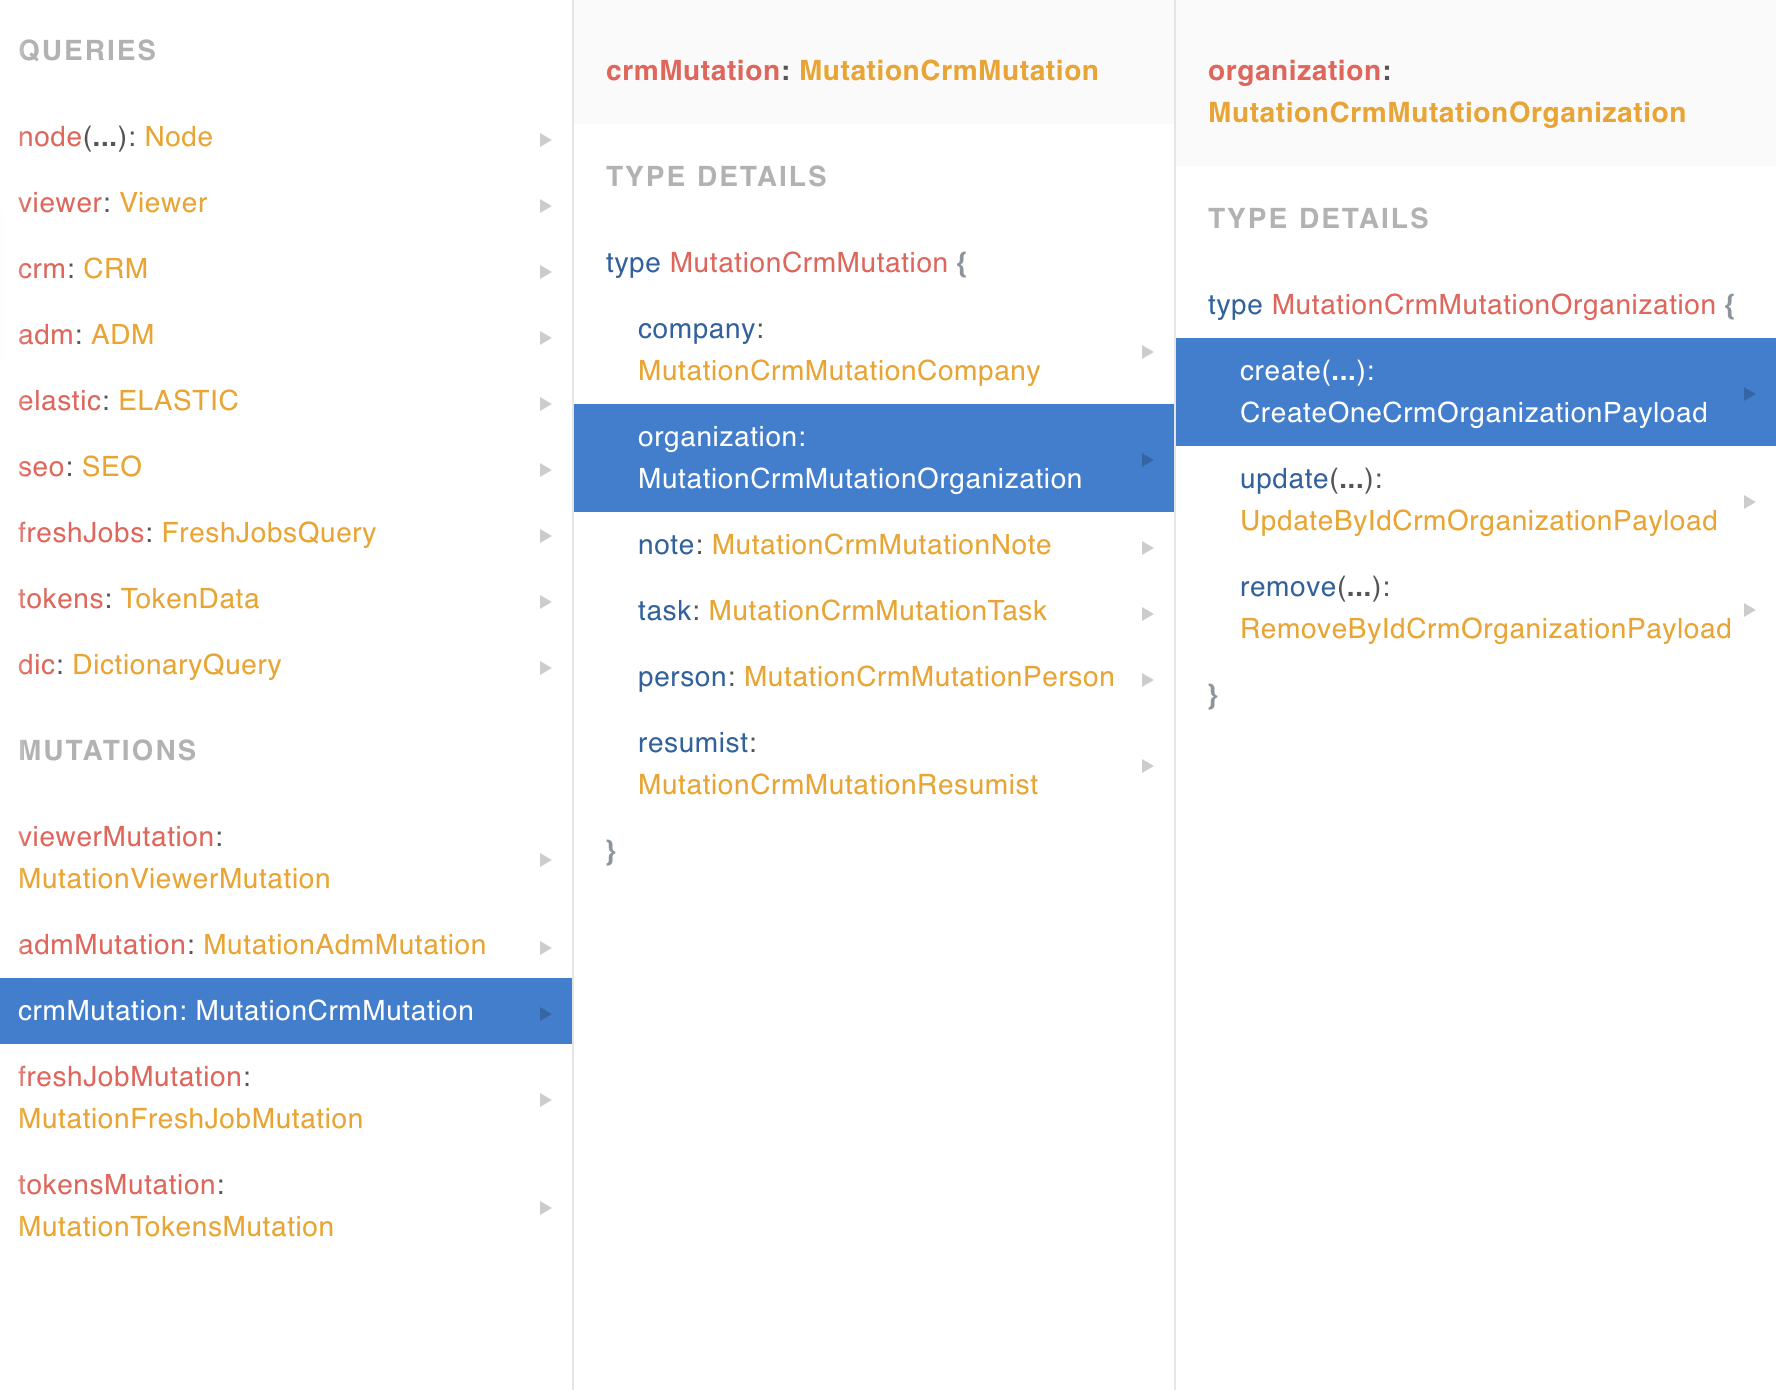 QUERIES
node(...): Node
viewer: Viewer
crm: CRM
adm: ADM
elastic: ELASTIC
seo: SEO
freshJobs: FreshJobsQuery
tokens: TokenData
dic: DictionaryQuery
MUTATIONS
viewerMutation:
MutationViewerMutation
admMutation: MutationAdmMutation
crmMutation: MutationCrmMutation
freshJobMutation:
MutationFreshJobMutation
tokensMutation:
MutationTokensMutation
crmMutation: MutationCrmMutation
TYPE DETAILS
type MutationCrmMutation {
company:
MutationCrmMutationCompany
organization:
MutationCrmMutationOrganization
note: MutationCrmMutationNote
task: MutationCrmMutationTask
person: MutationCrmMutationPerson
resumist:
MutationCrmMutationResumist
}
organization:
MutationCrmMutationOrganization
TYPE DETAILS
type MutationCrmMutationOrganization {
create(...):
CreateOneCrmOrganizationPayload
update(...):
UpdateByIdCrmOrganizationPayload
remove(...):
RemoveByIdCrmOrganizationPayload
}